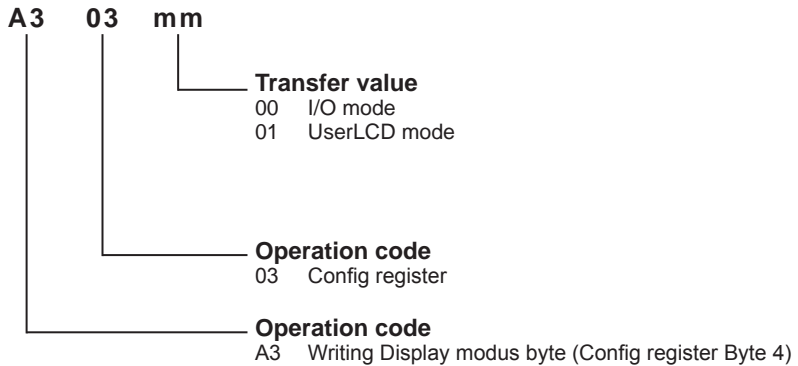 A3 03 mm
Transfer value
00 I/O mode
01 UserLCD mode
Operation code
03 Config register
Operation code
A3 Writing Display modus byte (Config register Byte 4)